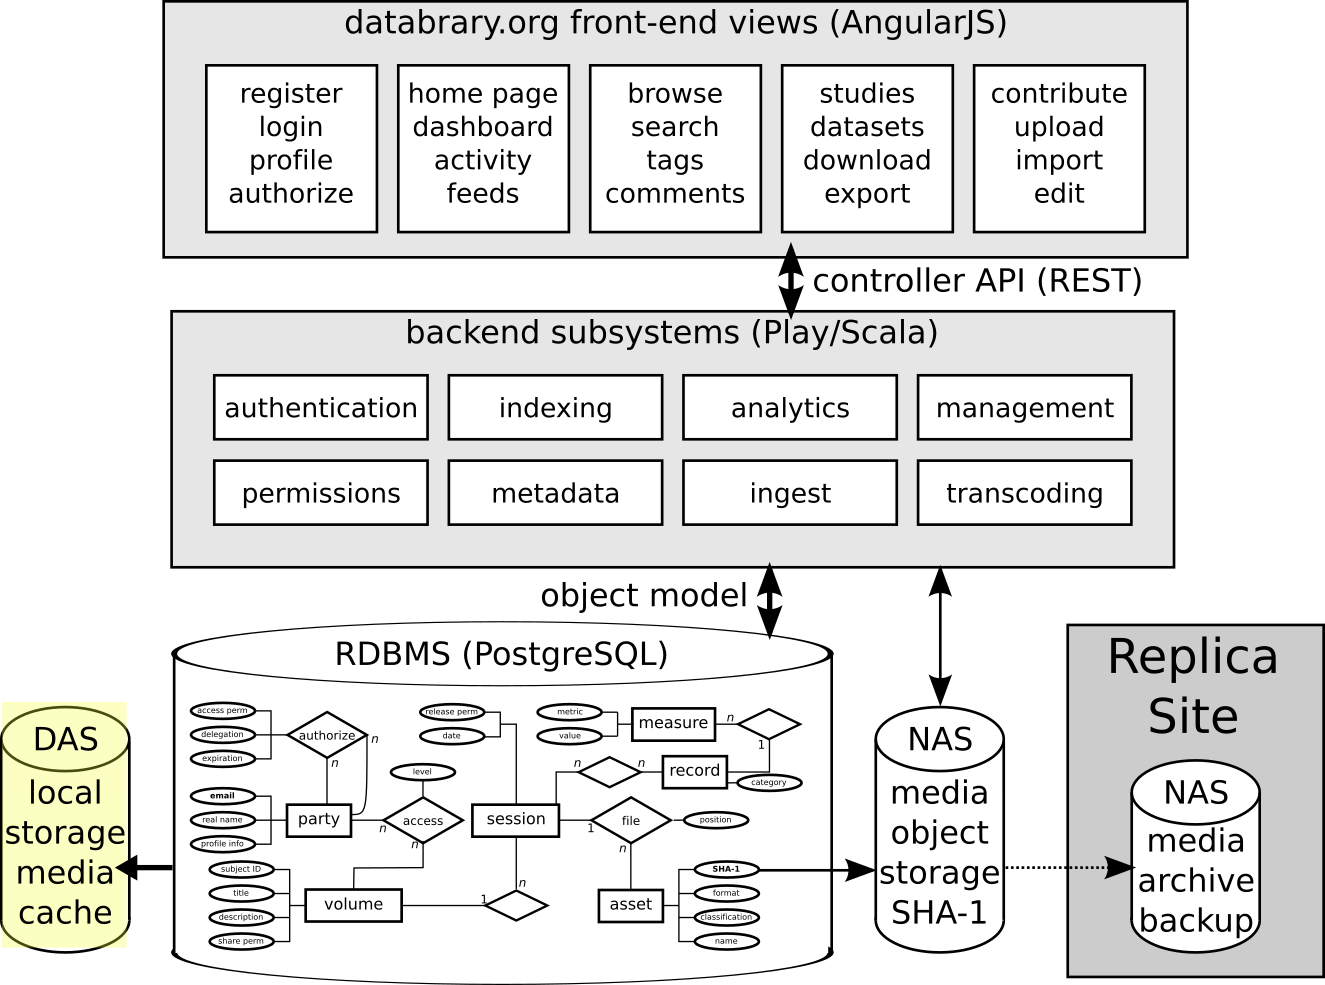 databrary.org front-end views (AngularJS)
register
login
profile
authorize
home page
dashboard
activity
feeds
browse
search
tags
comments
studies
datasets
download
export
contribute
upload
import
edit
controller API (REST)
backend subsystems (Play/Scala)
authentication
indexing
analytics
management
permissions
metadata
ingest
transcoding
object model
RDBMS (PostgreSQL)
access perm
delegation
expiration
authorize
n
n
release perm
date
metric
value
measure
n
1
n
n
record
category
level
email
real name
profile info
party
n
access
n
session
1
file
n
position
subject ID
title
description
share perm
volume
1
n
asset
SHA-1
format
classification
name
DAS
local
storage
media
cache
NAS
media
object
storage
SHA-1
Replica
Site
NAS
media
archive
backup